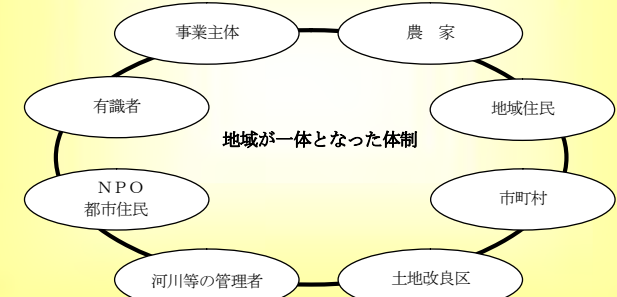 事業主体
農　家
有識者
地域住民
地域が一体となった体制
ＮＰＯ
都市住民
市町村
河川等の管理者
土地改良区